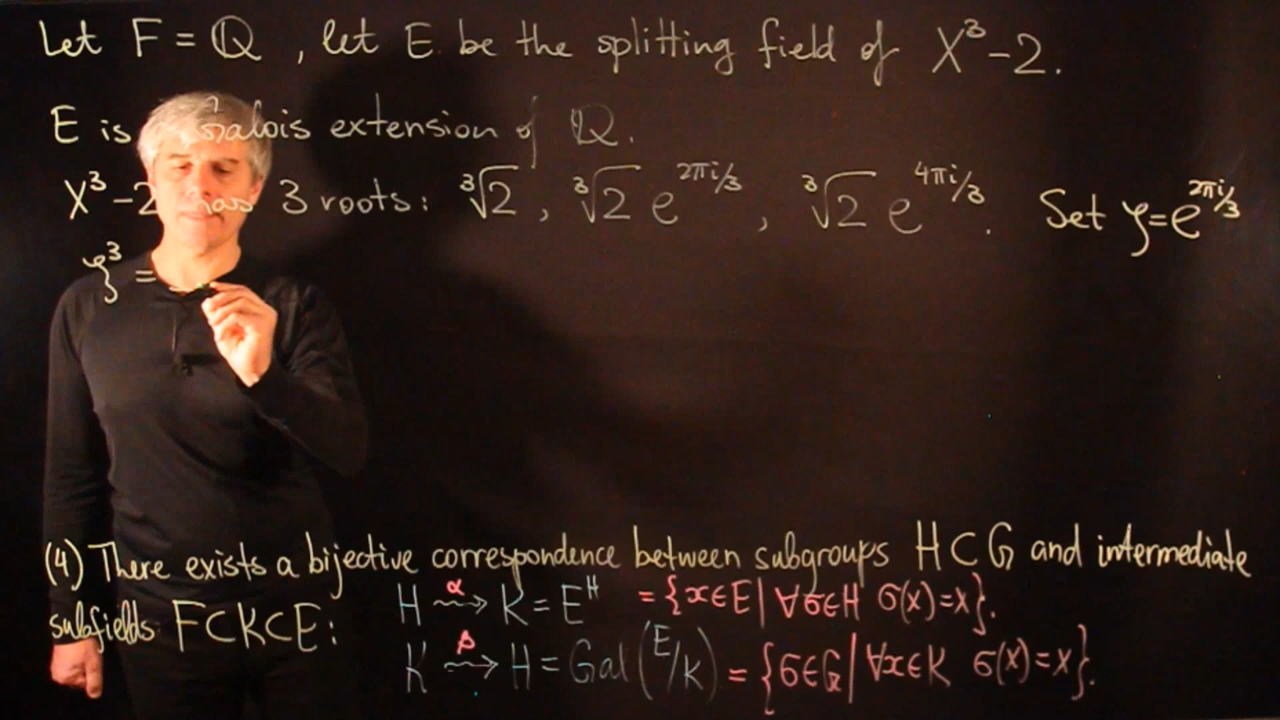 Let F = ℚ, let E be the splitting field of X³-2.
E is Galois extension of ℚ.
X³-2 has 3 roots: ∛2, ∛2 e^{2πi/3}, ∛2 e^{4πi/3}. Set ζ=e^{2πi/3}
ζ³ =
(4) There exists a bijective correspondence between subgroups H⊂G and intermediate
subfields F⊂K⊂E: H ⇝^α K = E^H = {x∈E | ∀σ∈H σ(x)=x}.
K ⇝^β H = Gal(E/K) = {σ∈G | ∀x∈K σ(x)=x}.